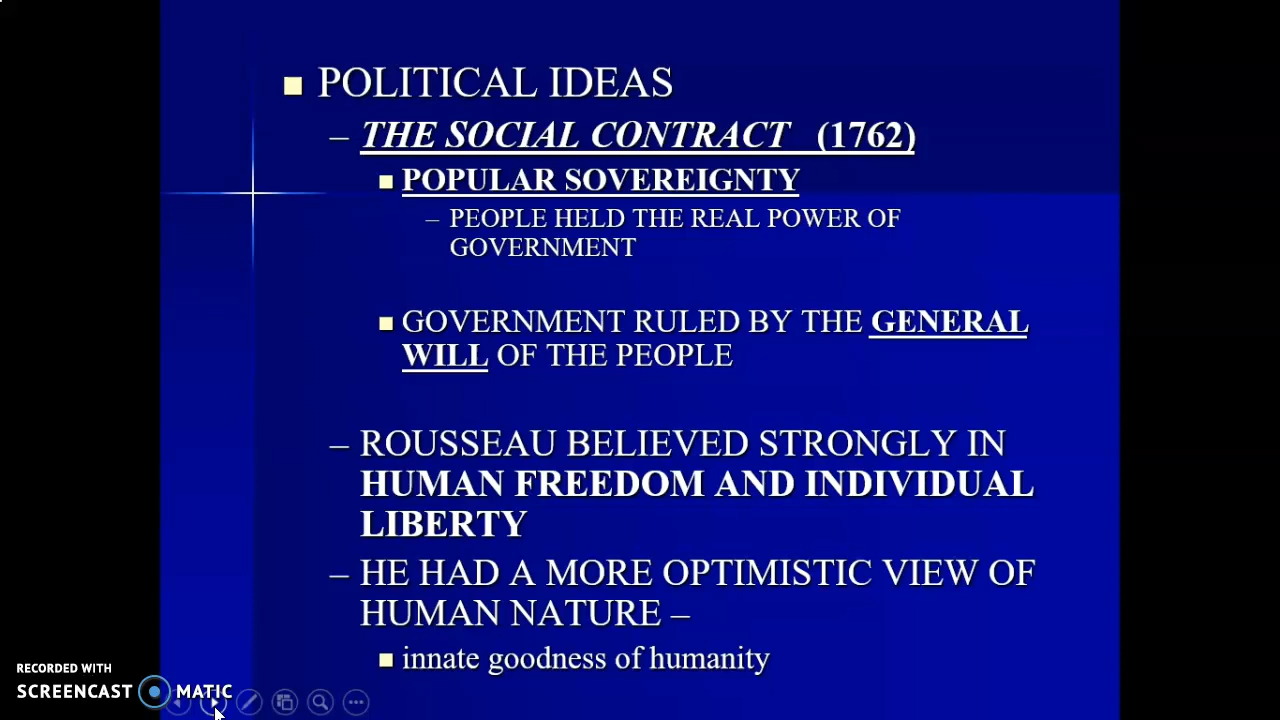 POLITICAL IDEAS
– THE SOCIAL CONTRACT (1762)
POPULAR SOVEREIGNTY
– PEOPLE HELD THE REAL POWER OF
GOVERNMENT
GOVERNMENT RULED BY THE GENERAL
WILL OF THE PEOPLE
– ROUSSEAU BELIEVED STRONGLY IN
HUMAN FREEDOM AND INDIVIDUAL
LIBERTY
– HE HAD A MORE OPTIMISTIC VIEW OF
HUMAN NATURE –
innate goodness of humanity
RECORDED WITH
SCREENCAST MATIC